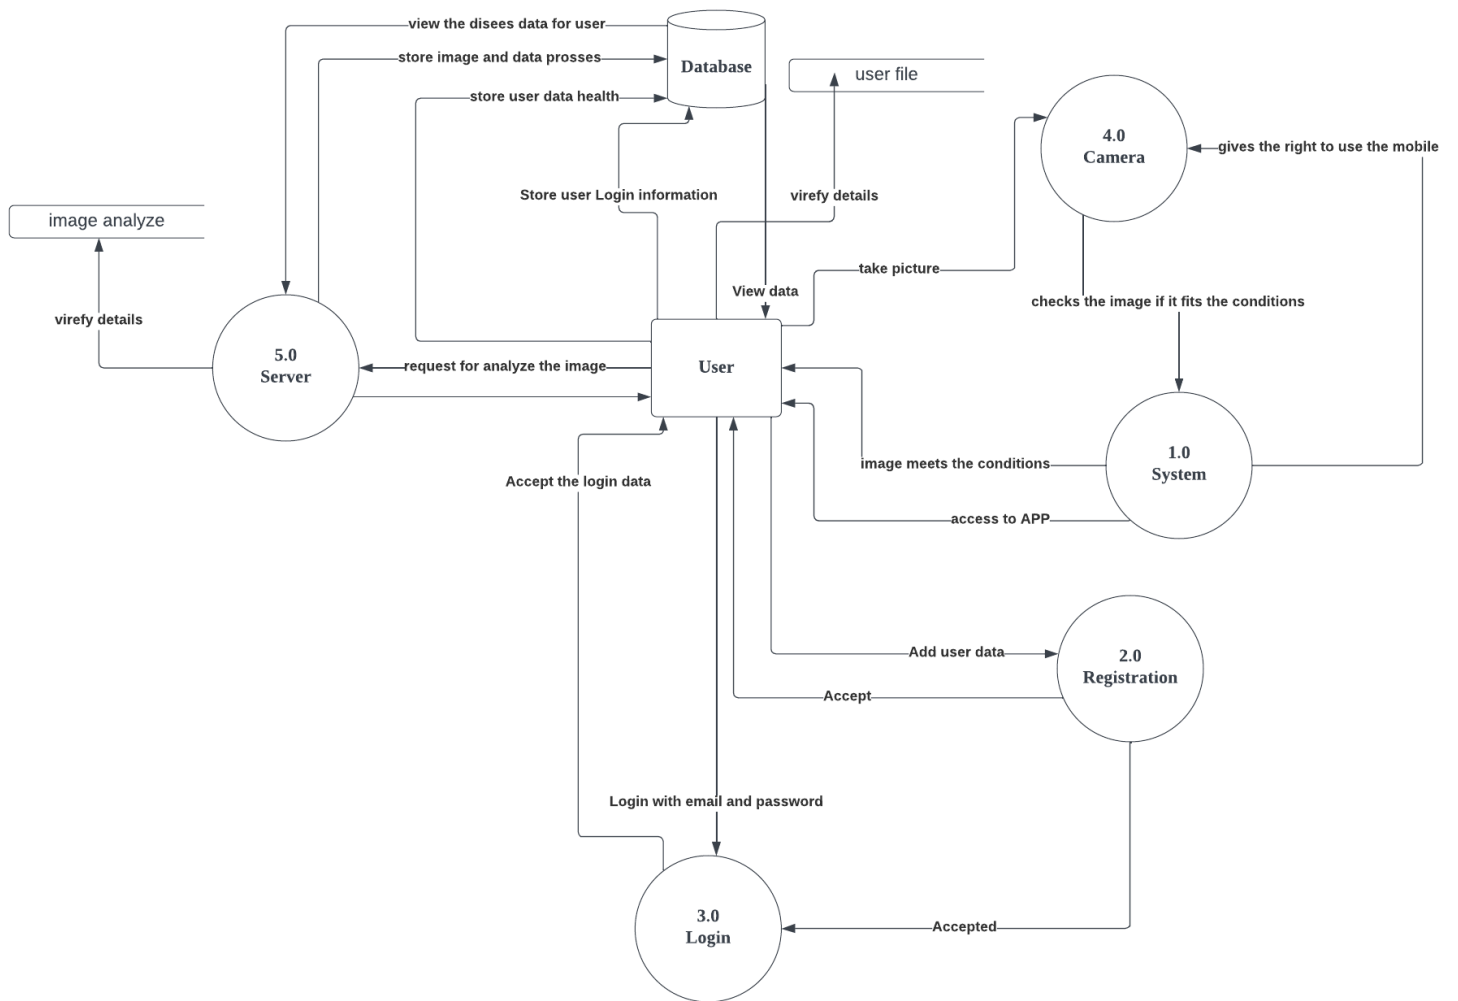 view the disees data for user
store image and data prosses
store user data health
Database
user file
4.0
Camera
gives the right to use the mobile
Store user Login information
virefy details
image analyze
take picture
View data
checks the image if it fits the conditions
virefy details
5.0
Server
request for analyze the image
User
1.0
System
image meets the conditions
Accept the login data
access to APP
Add user data
2.0
Registration
Accept
Login with email and password
3.0
Login
Accepted